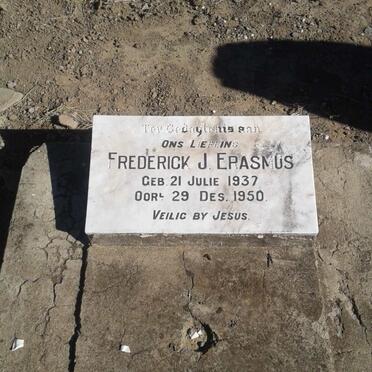 Ter Gedagtenis aan
Ons Liefling
Frederick J. Erasmus
Geb. 21 Julie 1937
Oorl. 29 Des. 1950.
Veilig by Jesus.